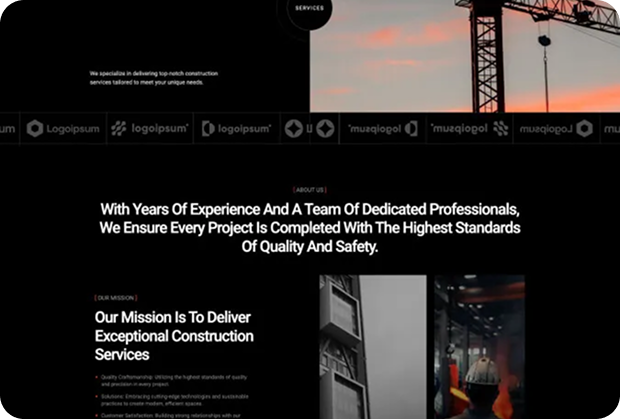 SERVICES
We specialize in delivering top-notch construction
services tailored to meet your unique needs.
um Logoipsum logoipsum logoipsum logoipsum logoipsum Logoipsum
[ ABOUT US ]
With Years Of Experience And A Team Of Dedicated Professionals,
We Ensure Every Project Is Completed With The Highest Standards
Of Quality And Safety.
[ OUR MISSION ]
Our Mission Is To Deliver
Exceptional Construction
Services
Quality Craftsmanship: Utilizing the highest standards of quality
and precision in every project.
Solutions: Embracing cutting-edge technologies and sustainable
practices to create modern, efficient spaces.
Customer Satisfaction: Building strong relationships with our